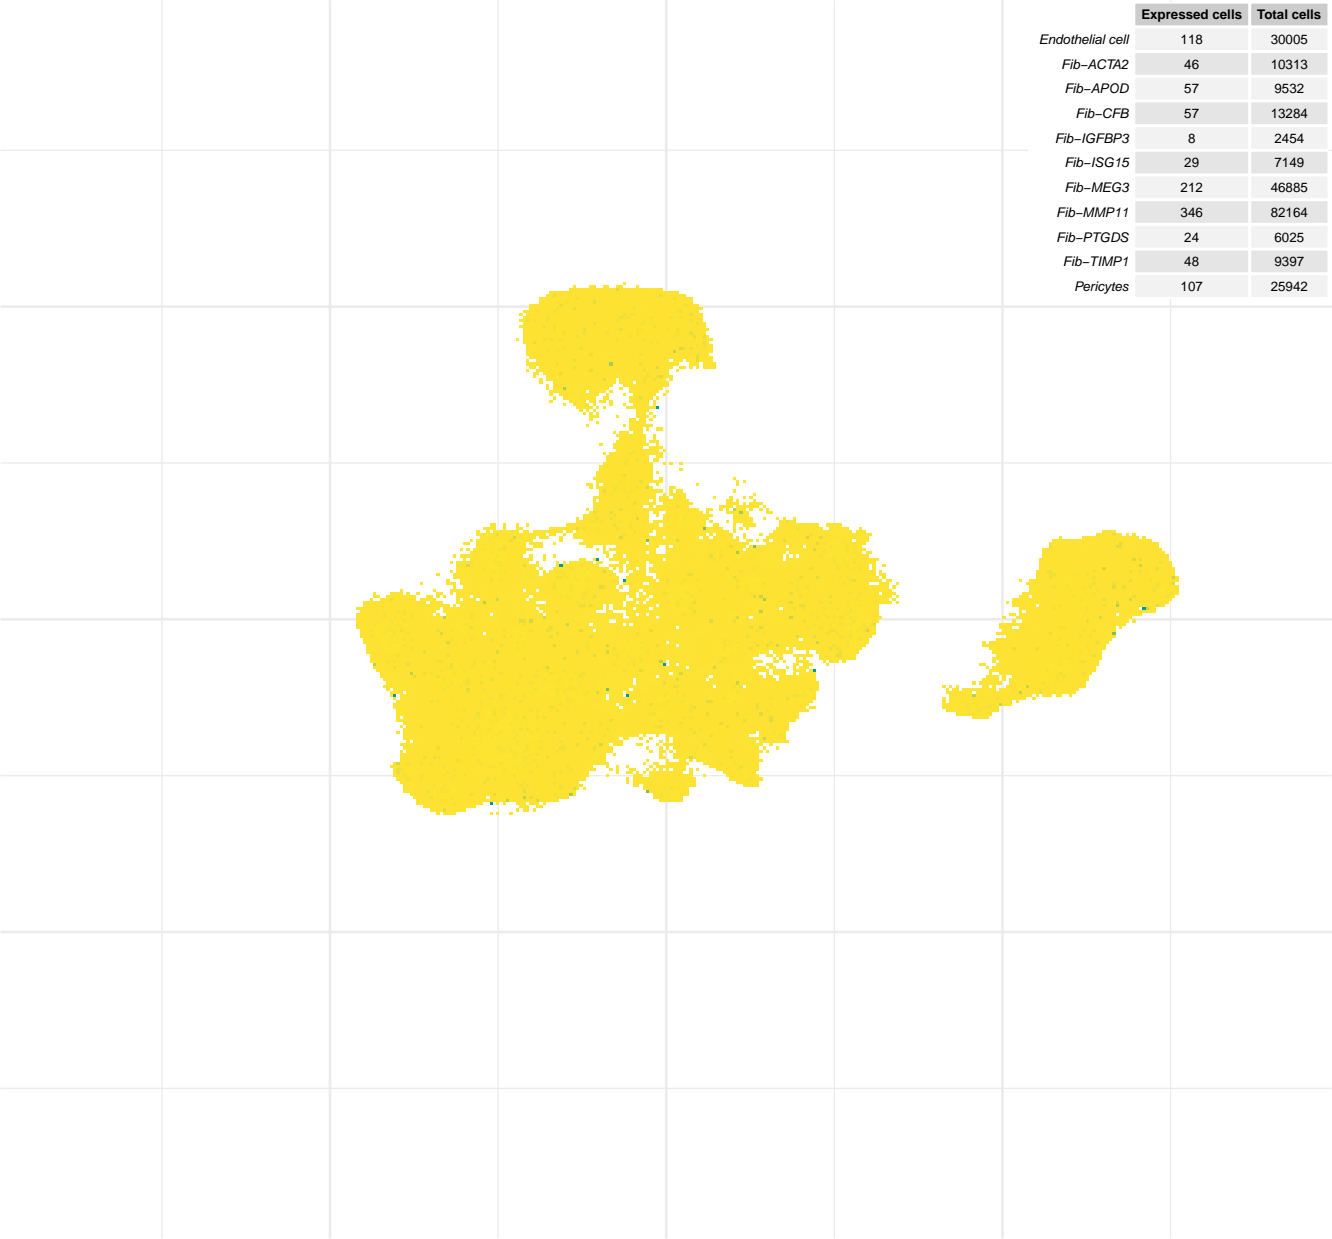 Expressed cells Total cells
Endothelial cell 118 30005
Fib−ACTA2 46 10313
Fib−APOD 57 9532
Fib−CFB 57 13284
Fib−IGFBP3 8 2454
Fib−ISG15 29 7149
Fib−MEG3 212 46885
Fib−MMP11 346 82164
Fib−PTGDS 24 6025
Fib−TIMP1 48 9397
Pericytes 107 25942